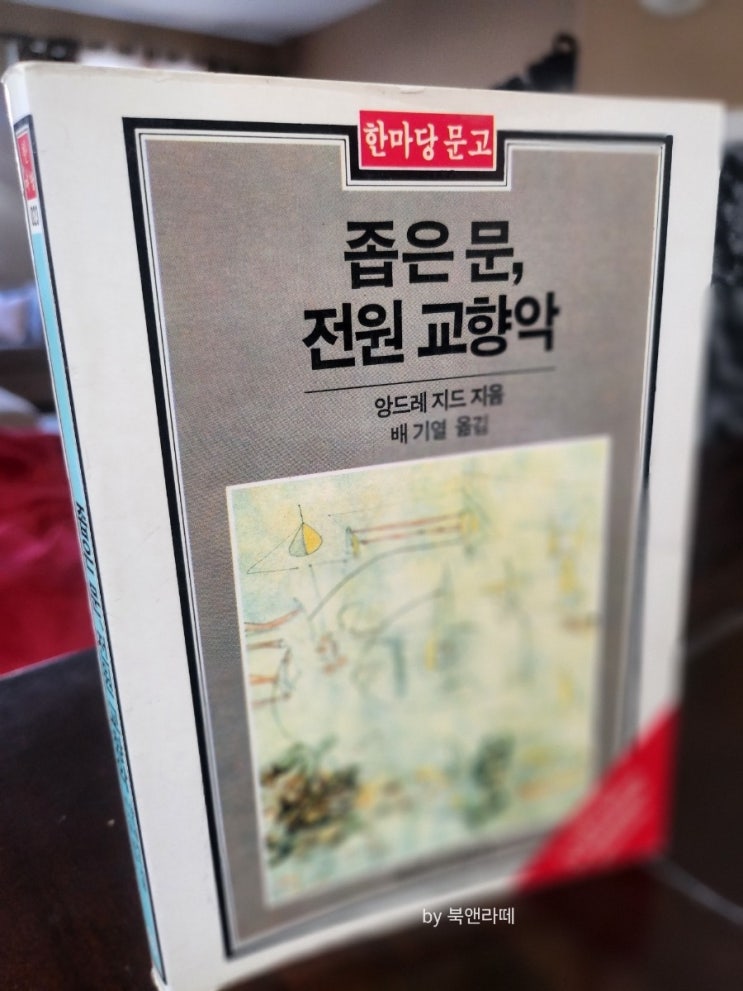 한마당 문고
좁은 문,
전원 교향악
앙드레 지드 지음
배 기열 옮김
by 북앤라떼